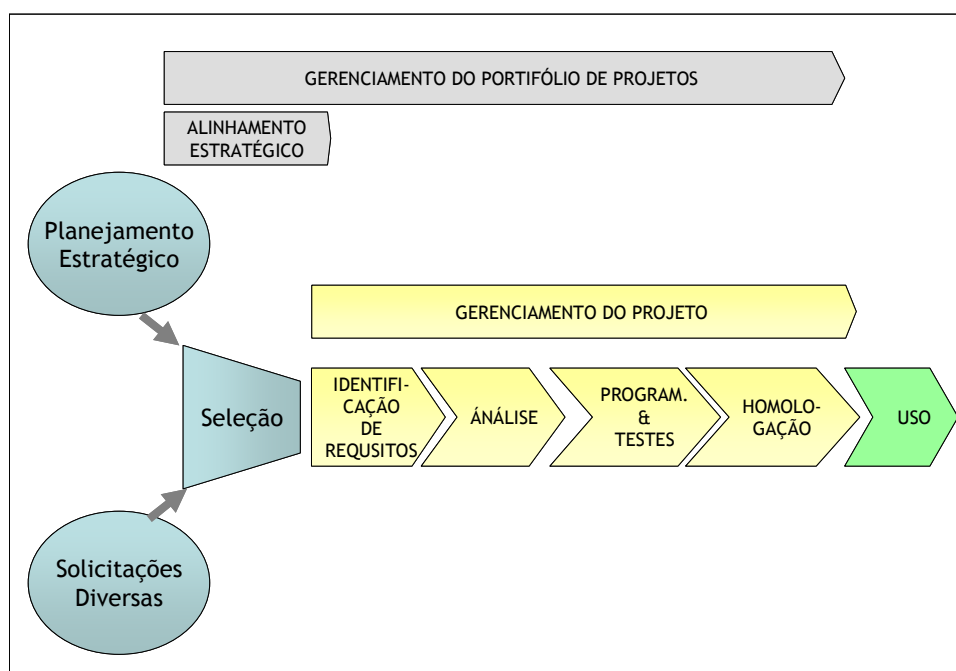 GERENCIAMENTO DO PORTIFÓLIO DE PROJETOS
ALINHAMENTO
ESTRATÉGICO
Planejamento
Estratégico
GERENCIAMENTO DO PROJETO
Seleção
IDENTIFI-
CAÇÃO
DE
REQUSITOS
ÁNÁLISE
PROGRAM.
&
TESTES
HOMOLO-
GAÇÃO
USO
Solicitações
Diversas